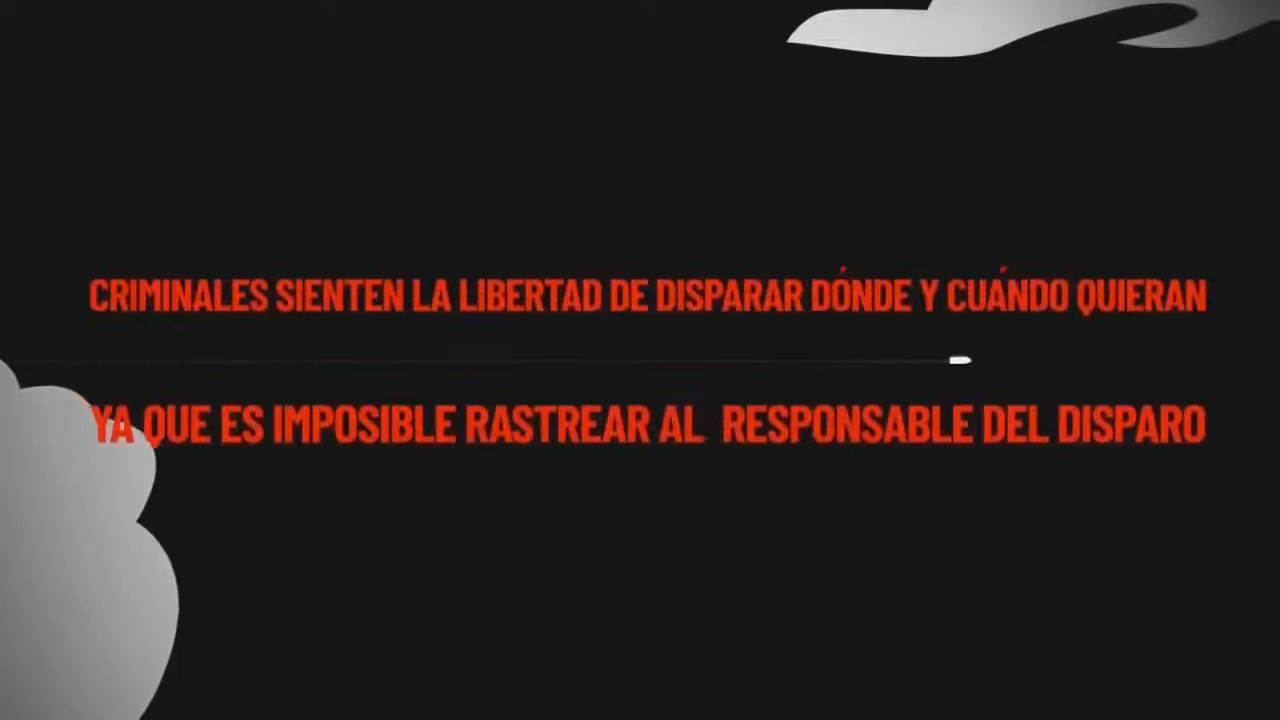 CRIMINALES SIENTEN LA LIBERTAD DE DISPARAR DÓNDE Y CUÁNDO QUIERAN
YA QUE ES IMPOSIBLE RASTREAR AL RESPONSABLE DEL DISPARO